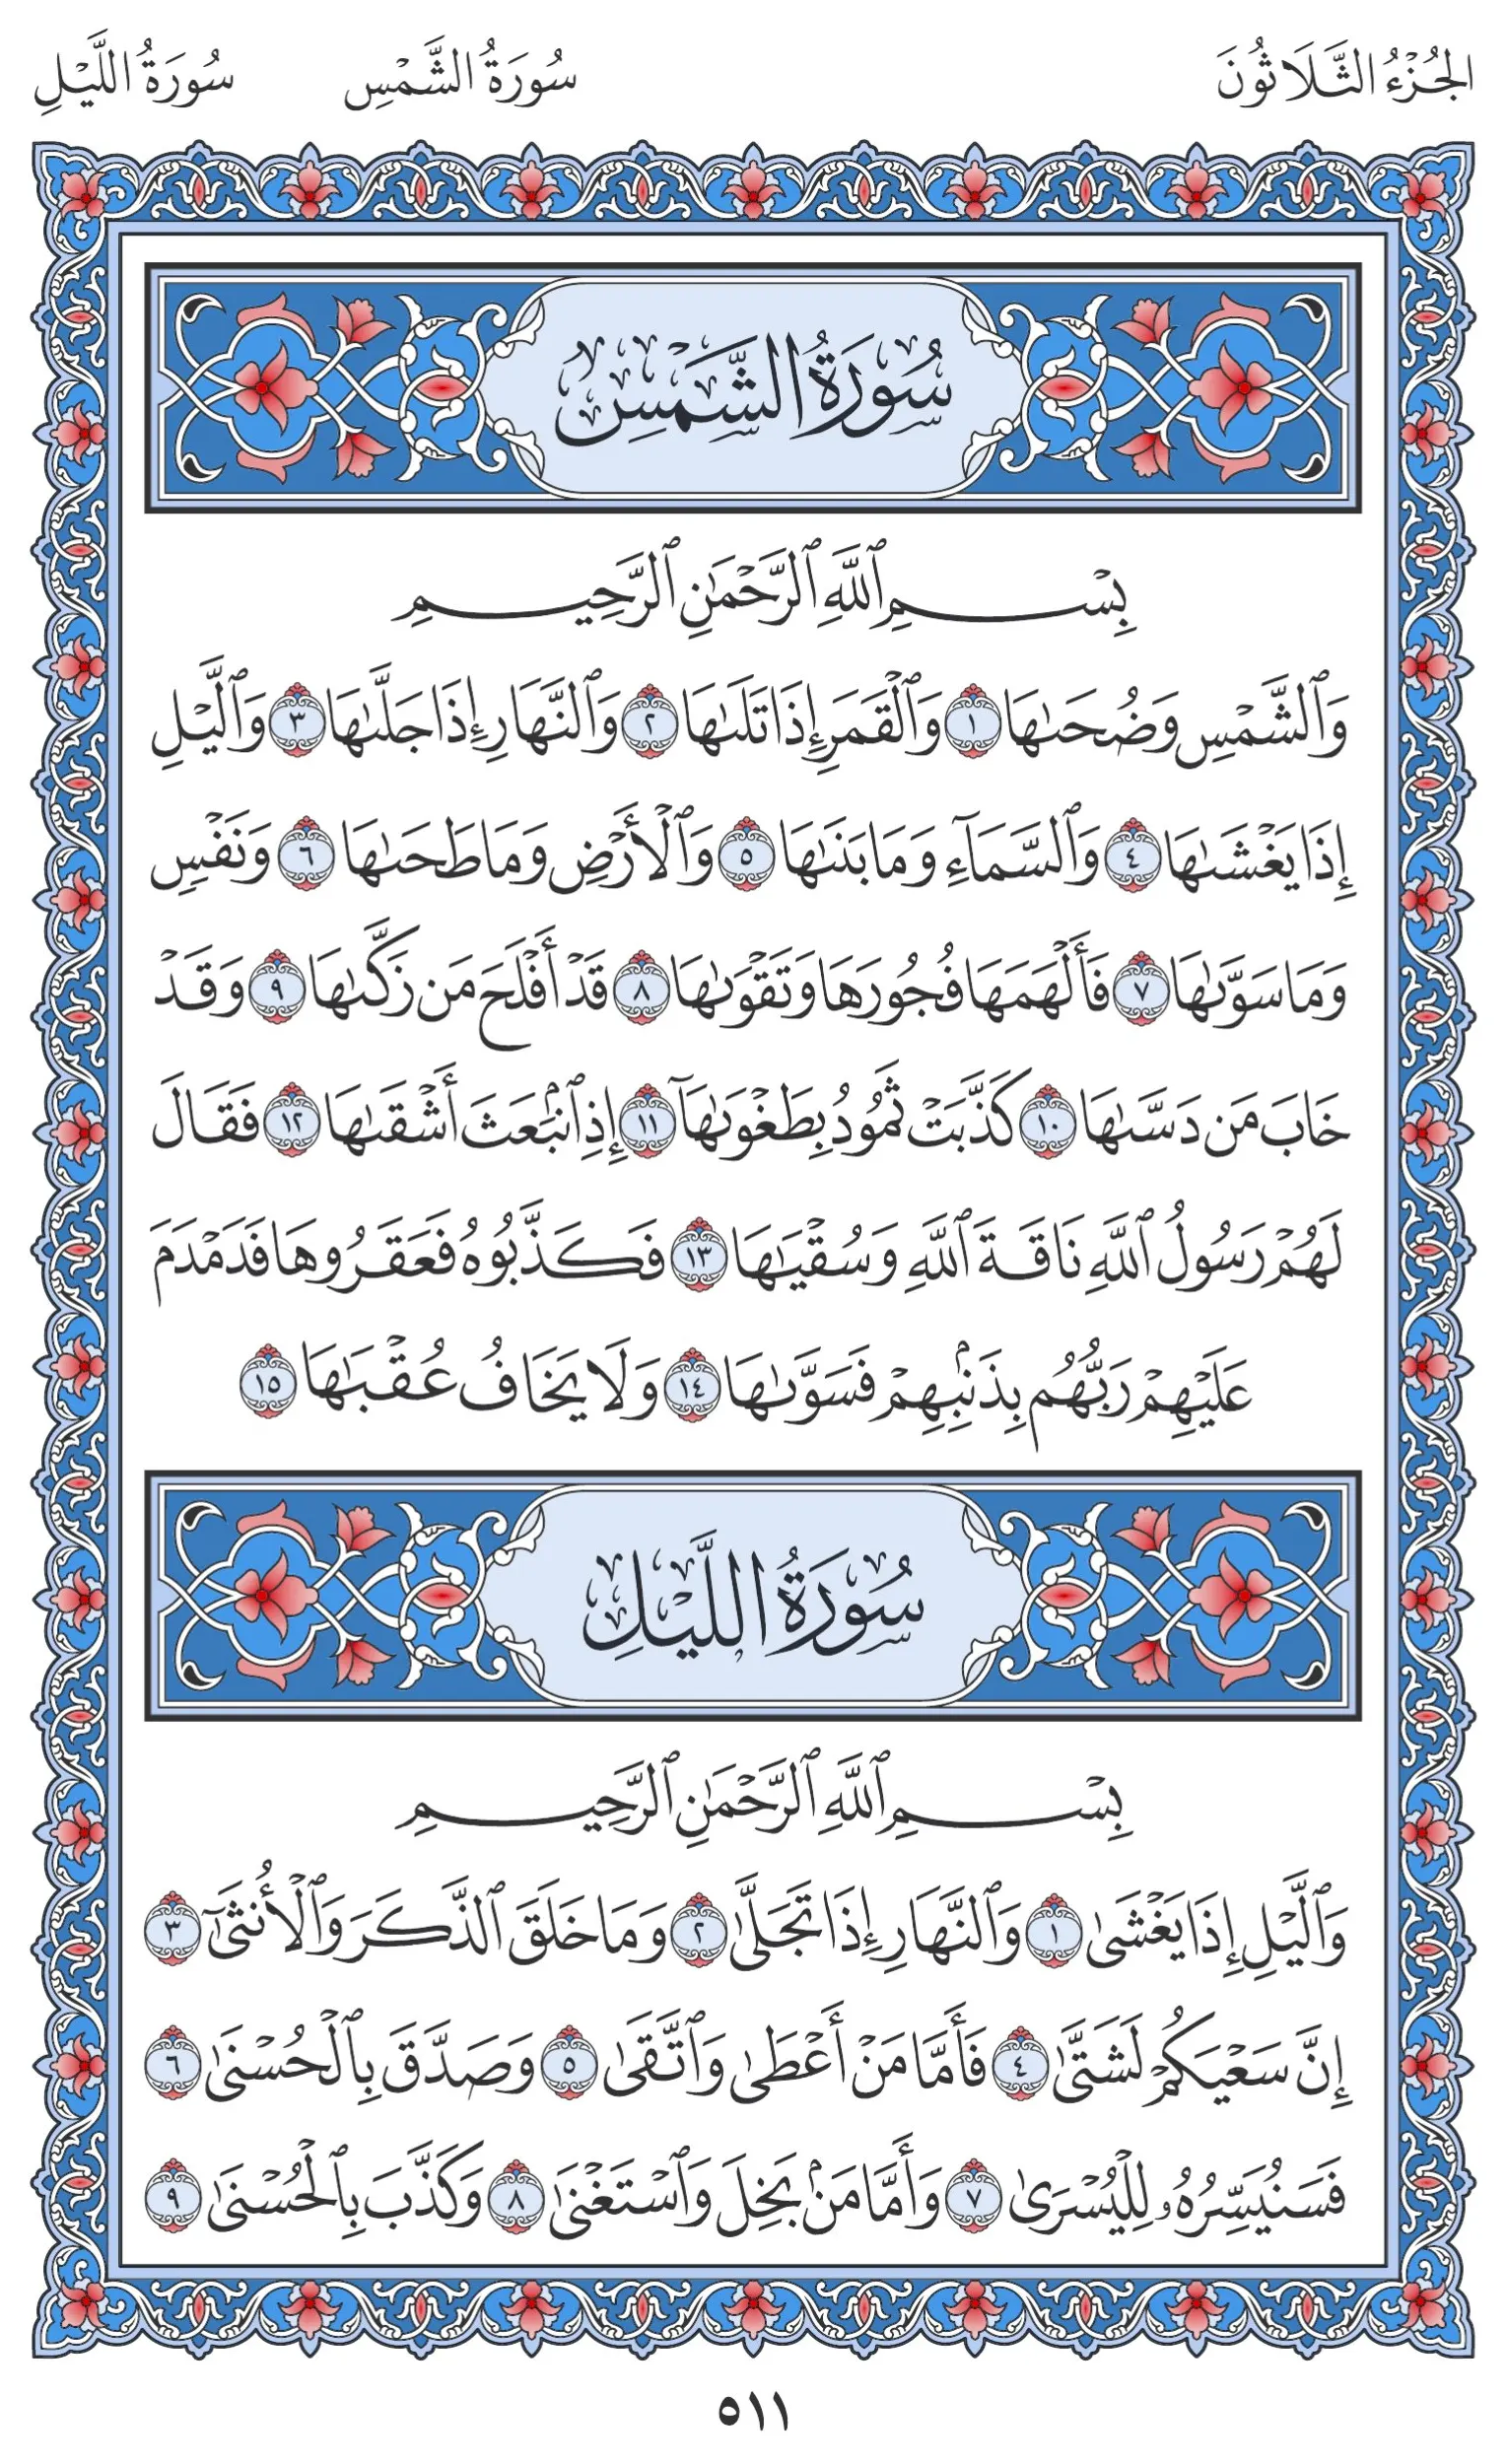 الجُزْءُ الثَّلَاثُونَ سُورَةُ الشَّمْسِ سُورَةُ اللَّيْلِ
سُورَةُ الشَّمْسِ
بِسْمِ ٱللَّهِ ٱلرَّحْمَٰنِ ٱلرَّحِيمِ
وَٱلشَّمْسِ وَضُحَىٰهَا ١ وَٱلْقَمَرِ إِذَا تَلَىٰهَا ٢ وَٱلنَّهَارِ إِذَا جَلَّىٰهَا ٣ وَٱلَّيْلِ
إِذَا يَغْشَىٰهَا ٤ وَٱلسَّمَآءِ وَمَا بَنَىٰهَا ٥ وَٱلْأَرْضِ وَمَا طَحَىٰهَا ٦ وَنَفْسٍ
وَمَا سَوَّىٰهَا ٧ فَأَلْهَمَهَا فُجُورَهَا وَتَقْوَىٰهَا ٨ قَدْ أَفْلَحَ مَن زَكَّىٰهَا ٩ وَقَدْ
خَابَ مَن دَسَّىٰهَا ١٠ كَذَّبَتْ ثَمُودُ بِطَغْوَىٰهَآ ١١ إِذِ ٱنۢبَعَثَ أَشْقَىٰهَا ١٢ فَقَالَ
لَهُمْ رَسُولُ ٱللَّهِ نَاقَةَ ٱللَّهِ وَسُقْيَٰهَا ١٣ فَكَذَّبُوهُ فَعَقَرُوهَا فَدَمْدَمَ
عَلَيْهِمْ رَبُّهُم بِذَنۢبِهِمْ فَسَوَّىٰهَا ١٤ وَلَا يَخَافُ عُقْبَٰهَا ١٥
سُورَةُ اللَّيْلِ
بِسْمِ ٱللَّهِ ٱلرَّحْمَٰنِ ٱلرَّحِيمِ
وَٱلَّيْلِ إِذَا يَغْشَىٰ ١ وَٱلنَّهَارِ إِذَا تَجَلَّىٰ ٢ وَمَا خَلَقَ ٱلذَّكَرَ وَٱلْأُنثَىٰٓ ٣
إِنَّ سَعْيَكُمْ لَشَتَّىٰ ٤ فَأَمَّا مَنْ أَعْطَىٰ وَٱتَّقَىٰ ٥ وَصَدَّقَ بِٱلْحُسْنَىٰ ٦
فَسَنُيَسِّرُهُۥ لِلْيُسْرَىٰ ٧ وَأَمَّا مَنۢ بَخِلَ وَٱسْتَغْنَىٰ ٨ وَكَذَّبَ بِٱلْحُسْنَىٰ ٩
٥١١